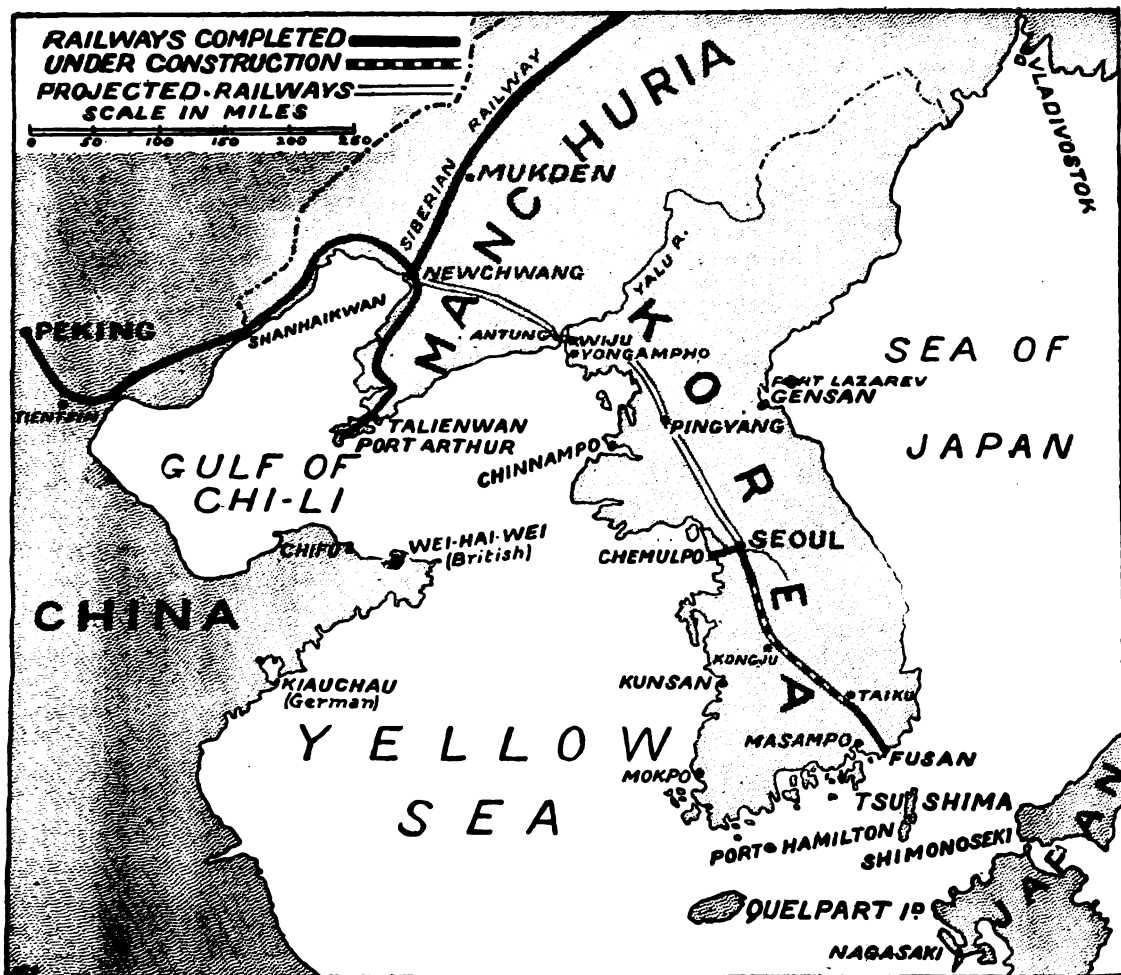 RAILWAYS COMPLETED
UNDER CONSTRUCTION
PROJECTED RAILWAYS
SCALE IN MILES
0 50 100 150 200 250
SIBERIAN RAILWAY
MANCHURIA
VLADIVOSTOK
MUKDEN
NEWCHWANG
YALU R.
PEKING
SHANHAIKWAN
ANTUNG
WIJU
YONGAMPHO
KOREA
SEA OF
JAPAN
PORT LAZAREV
GENSAN
TIENTSIN
TALIENWAN
PORT ARTHUR
PINGYANG
CHINNAMPO
GULF OF
CHI-LI
CHIFU
WEI-HAI-WEI
(British)
CHEMULPO
SEOUL
CHINA
KONGJU
KIAUCHAU
(German)
KUNSAN
TAIKU
YELLOW
SEA
MASAMPO
FUSAN
MOKPO
TSU SHIMA
PORT HAMILTON
SHIMONOSEKI
JAPAN
QUELPART ID
NAGASAKI